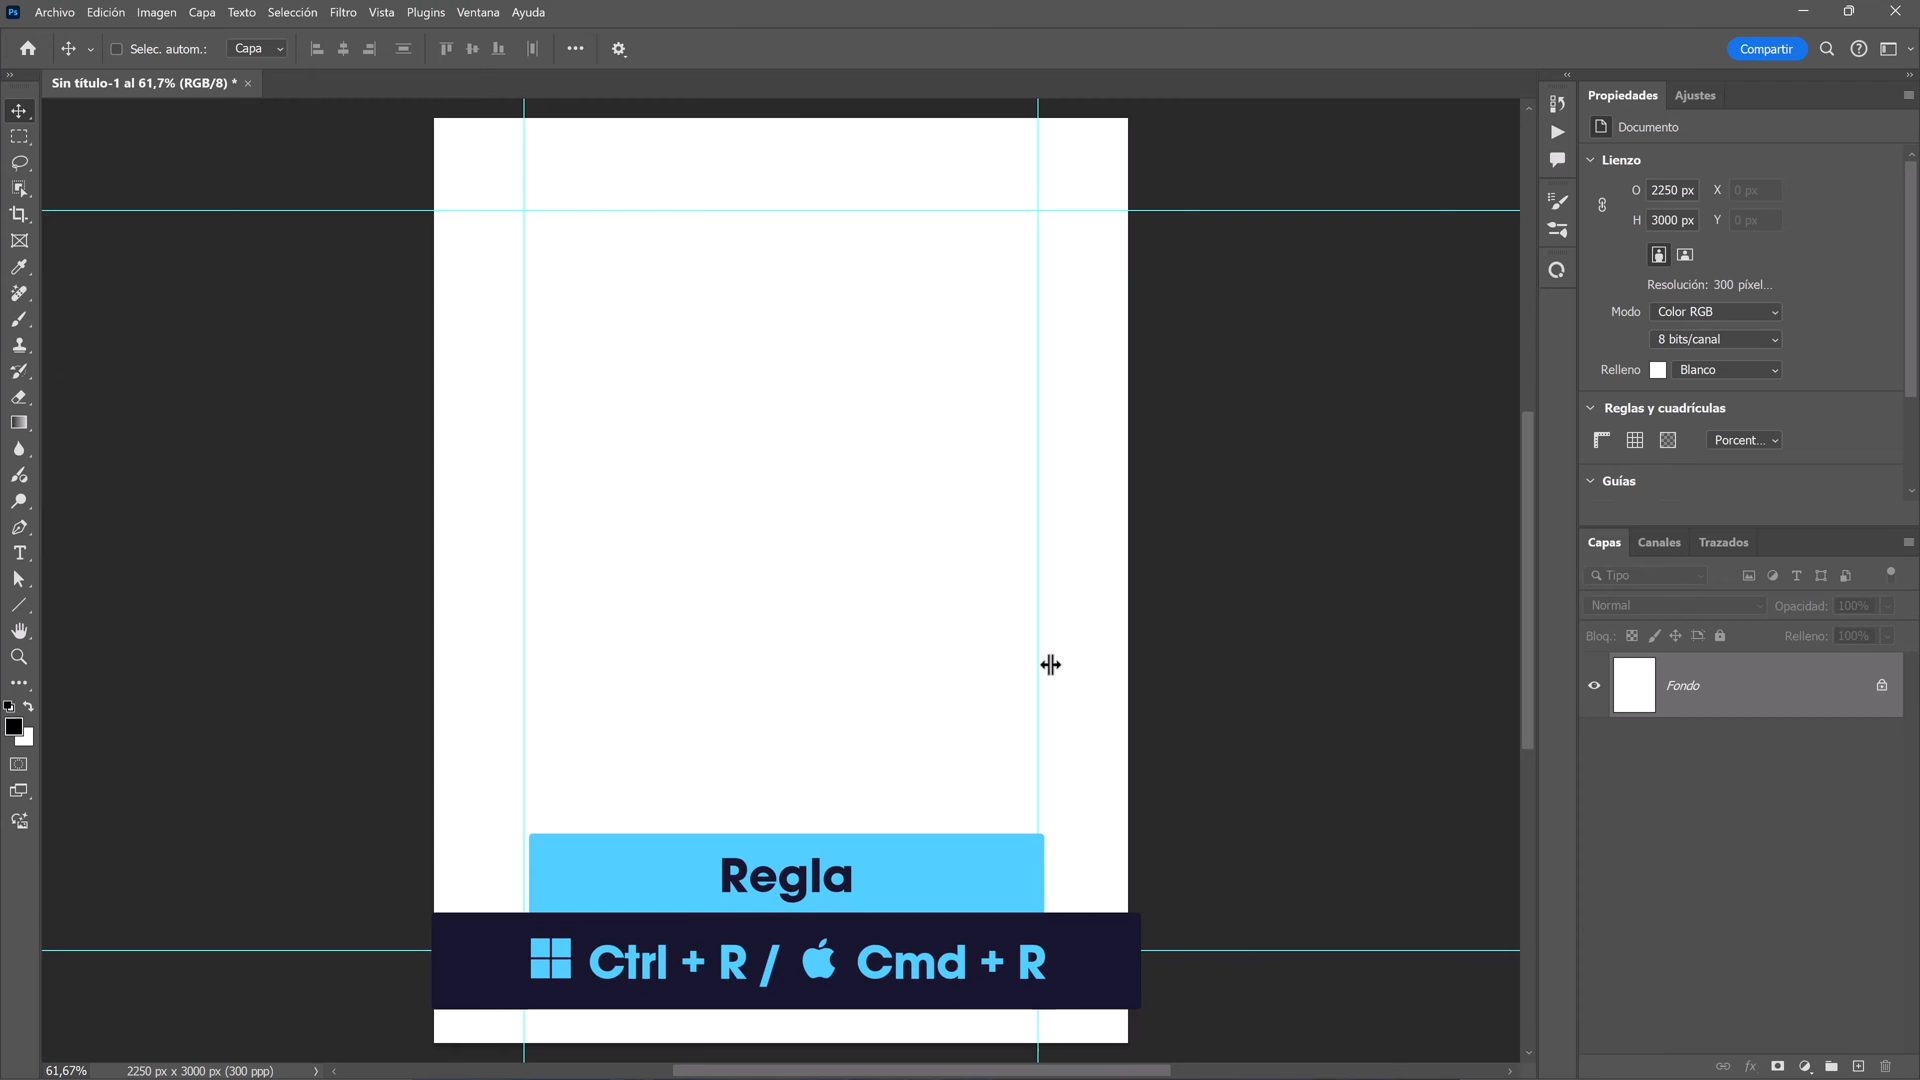 Ps Archivo Edición Imagen Capa Texto Selección Filtro Vista Plugins Ventana Ayuda
Selec. autom.: Capa Compartir
Sin título-1 al 61,7% (RGB/8) *
Propiedades Ajustes
Documento
Lienzo
O 2250 px X 0 px
H 3000 px Y 0 px
Resolución: 300 píxel...
Modo Color RGB
8 bits/canal
Relleno Blanco
Reglas y cuadrículas
Porcent...
Guías
Capas Canales Trazados
Tipo
Normal Opacidad: 100%
Bloq.: Relleno: 100%
Fondo
Regla
Ctrl + R / Cmd + R
fx
61,67% 2250 px x 3000 px (300 ppp)